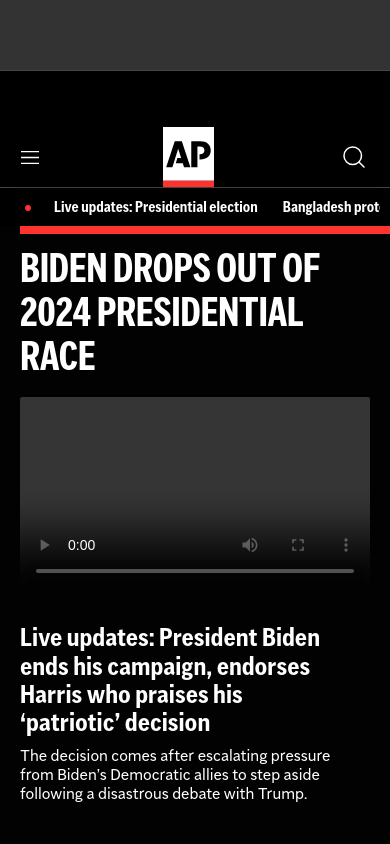 AP
Live updates: Presidential election Bangladesh prote
BIDEN DROPS OUT OF
2024 PRESIDENTIAL
RACE
0:00
Live updates: President Biden
ends his campaign, endorses
Harris who praises his
‘patriotic’ decision
The decision comes after escalating pressure
from Biden’s Democratic allies to step aside
following a disastrous debate with Trump.